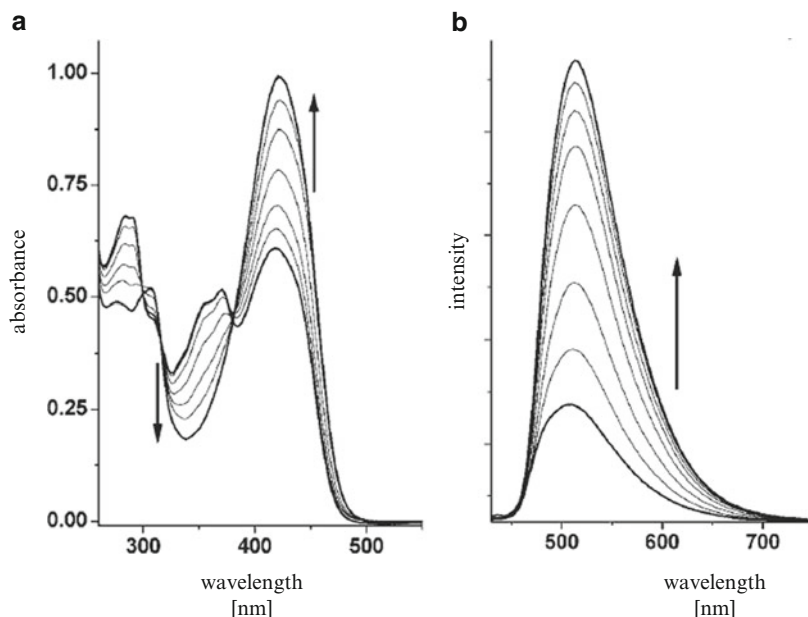 a
1.00
0.75
0.50
0.25
0.00
absorbance
300
400
500
wavelength
[nm]
b
intensity
500
600
700
wavelength
[nm]